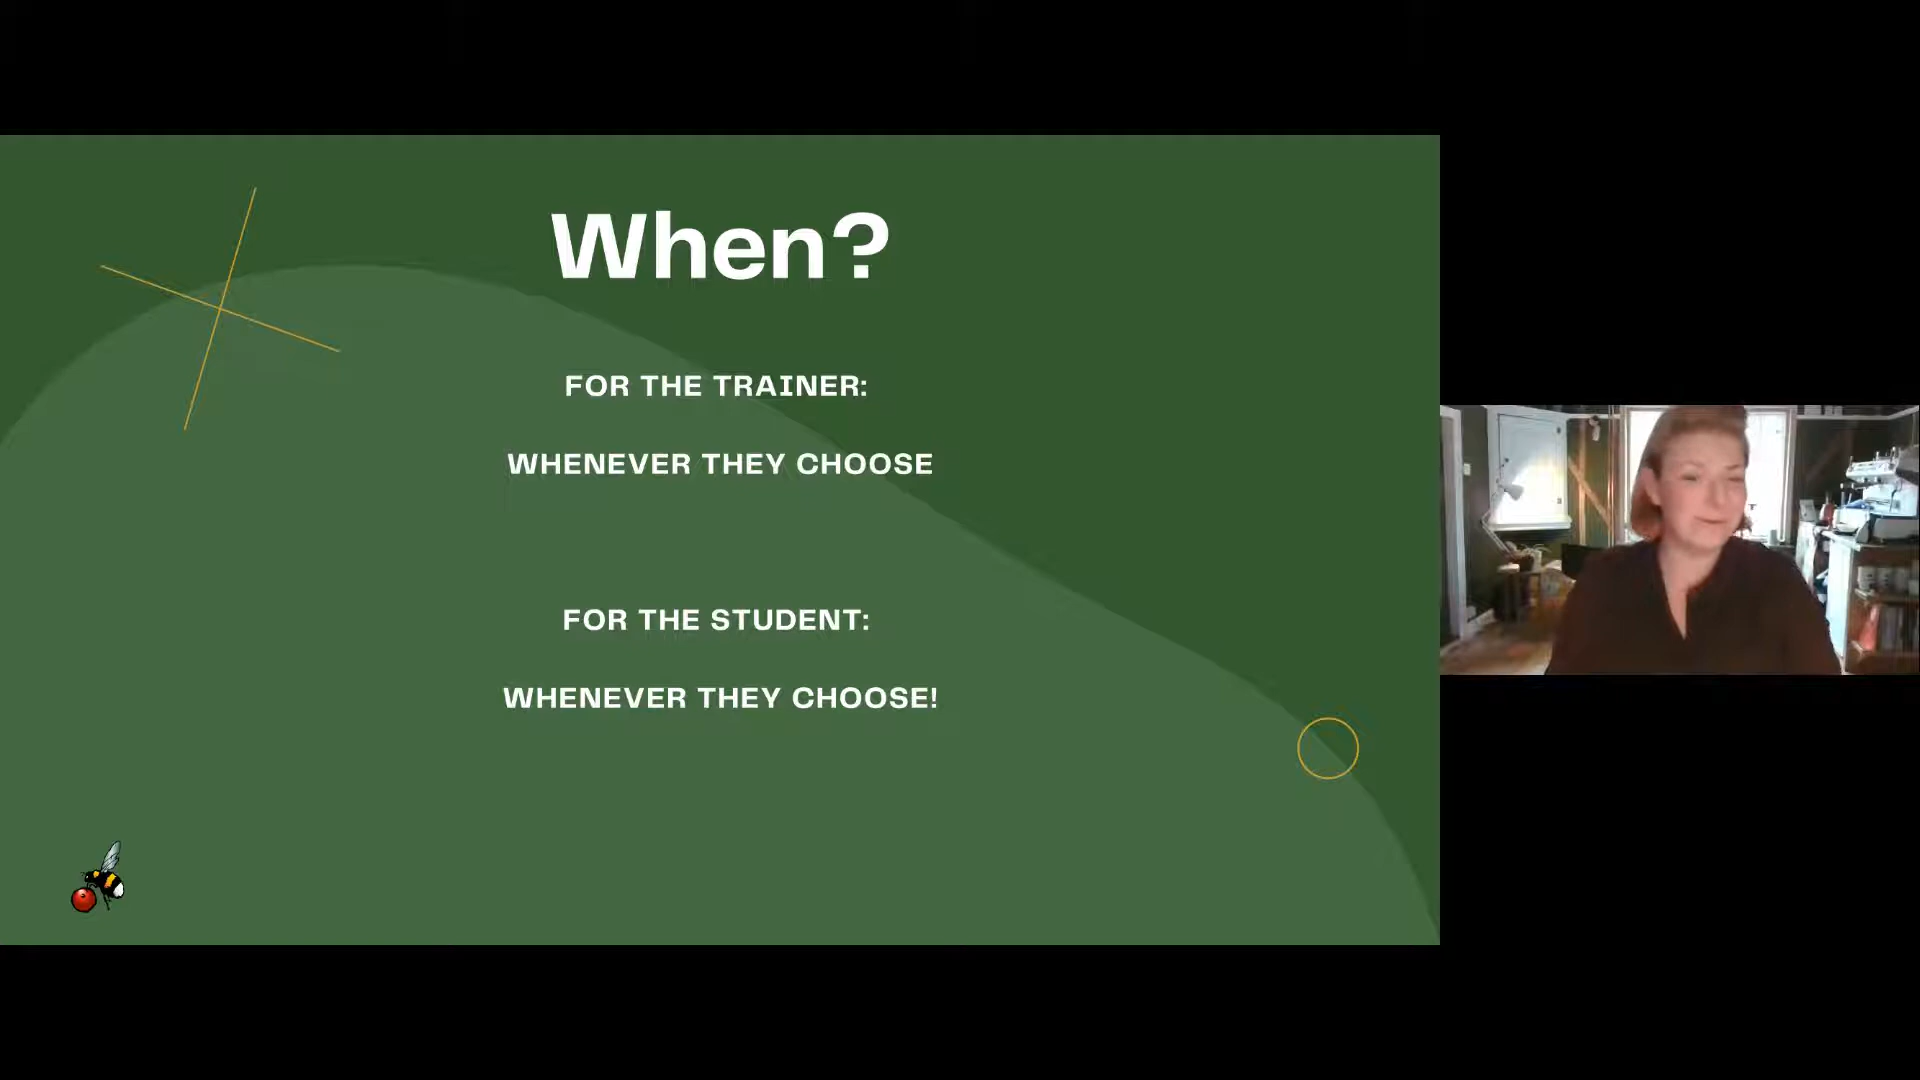 When?
FOR THE TRAINER:
WHENEVER THEY CHOOSE
FOR THE STUDENT:
WHENEVER THEY CHOOSE!